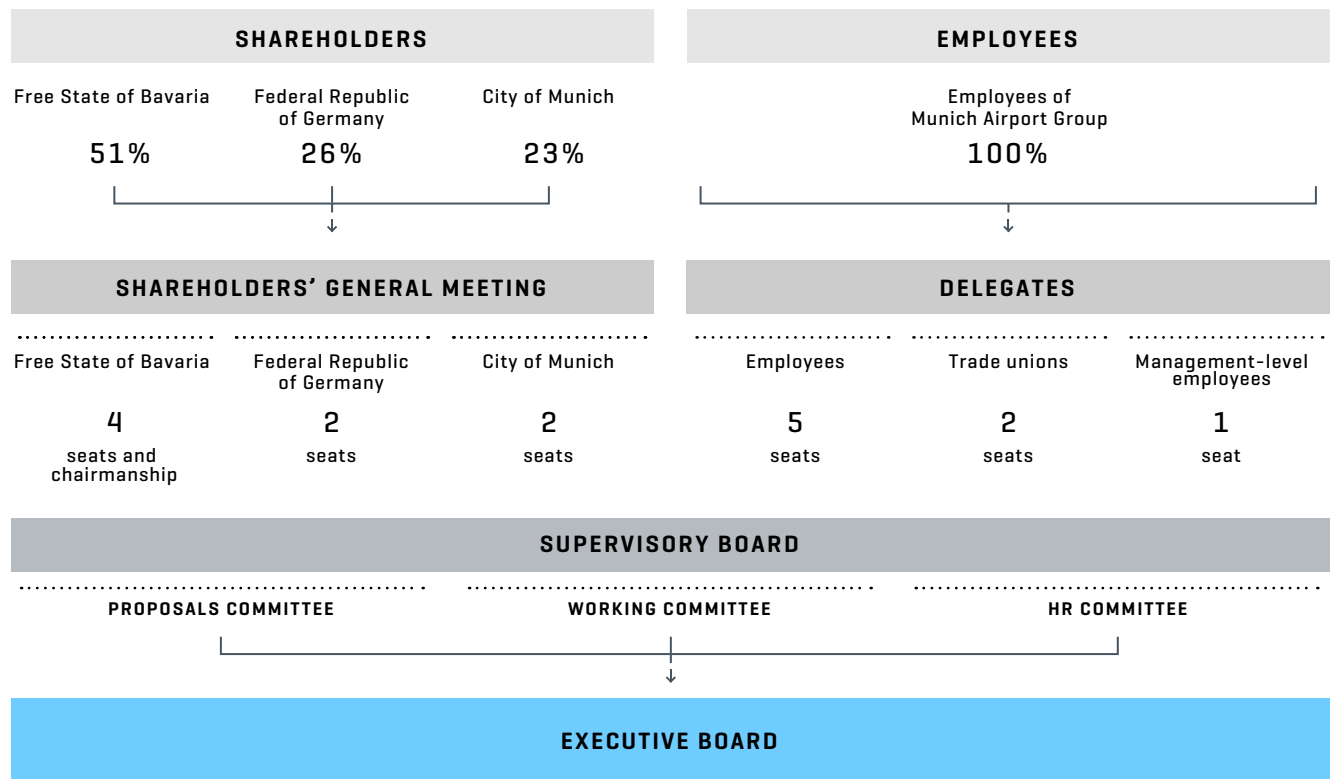 SHAREHOLDERS
EMPLOYEES
Free State of Bavaria
Federal Republic
of Germany
City of Munich
Employees of
Munich Airport Group
51%
26%
23%
100%
SHAREHOLDERS’ GENERAL MEETING
DELEGATES
Free State of Bavaria
Federal Republic
of Germany
City of Munich
Employees
Trade unions
Management-level
employees
4
2
2
5
2
1
seats and
chairmanship
seats
seats
seats
seats
seat
SUPERVISORY BOARD
PROPOSALS COMMITTEE
WORKING COMMITTEE
HR COMMITTEE
EXECUTIVE BOARD